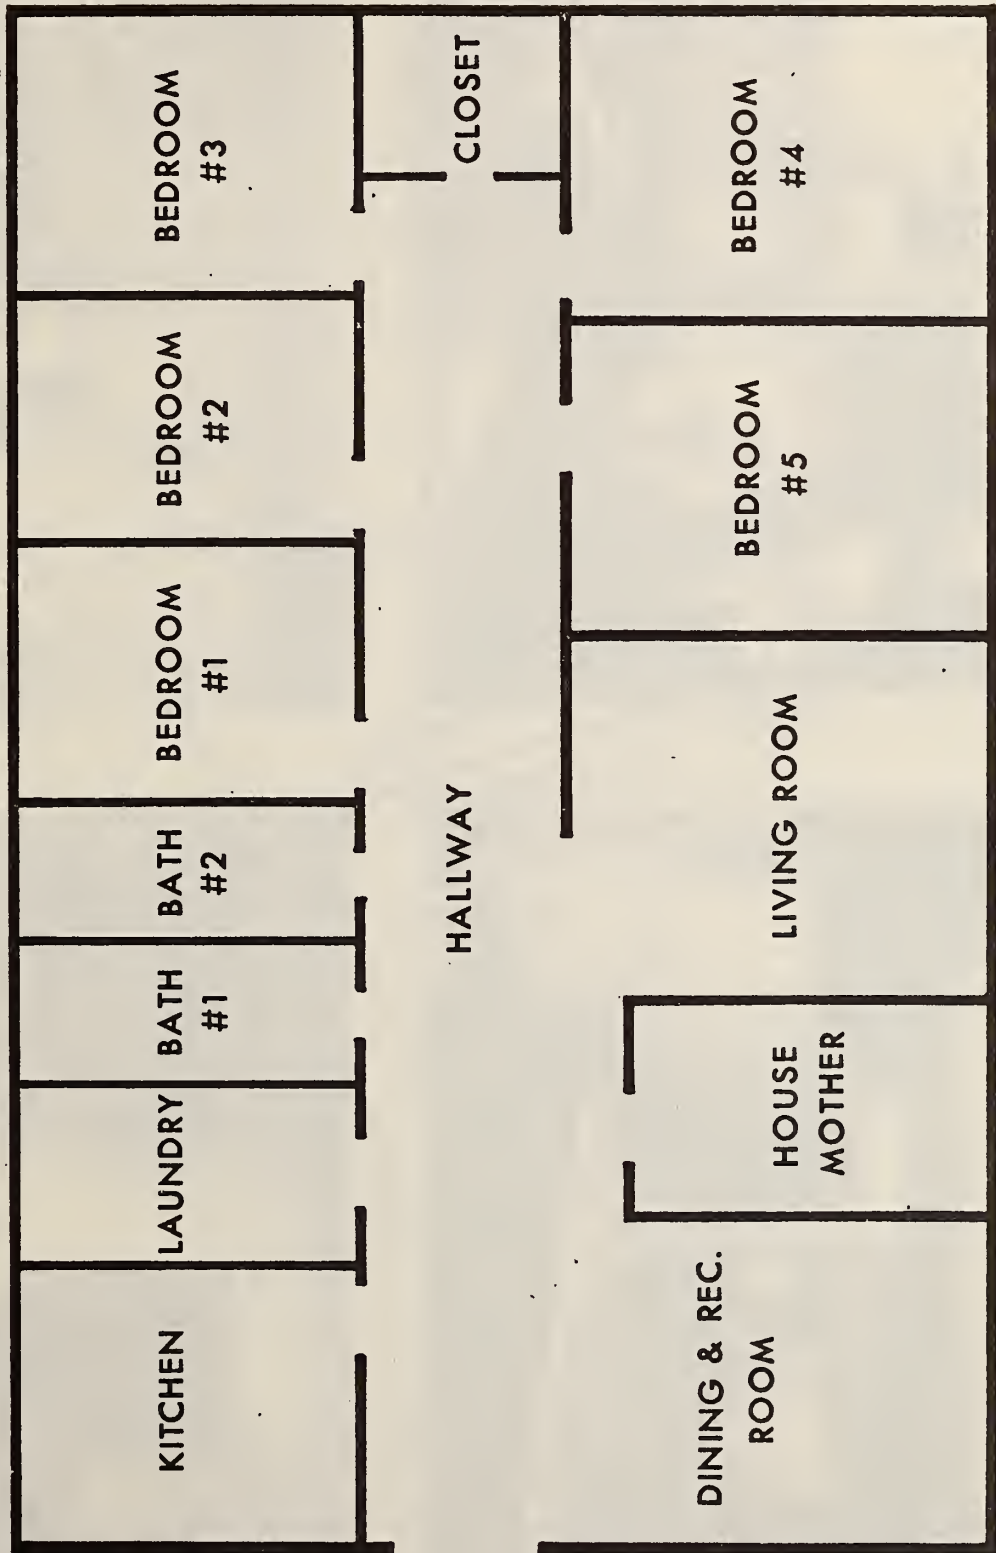 KITCHEN
LAUNDRY
BATH
#1
BATH
#2
BEDROOM
#1
BEDROOM
#2
BEDROOM
#3
HALLWAY
CLOSET
DINING & REC.
ROOM
HOUSE
MOTHER
LIVING ROOM
BEDROOM
#5
BEDROOM
#4